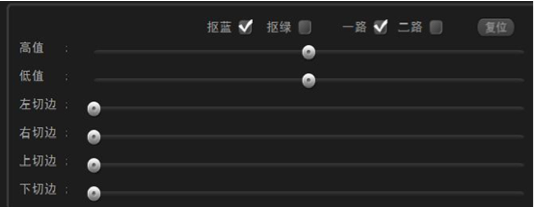 抠蓝 抠绿 一路 二路 复位
高值 :
低值 :
左切边 :
右切边 :
上切边 :
下切边 :